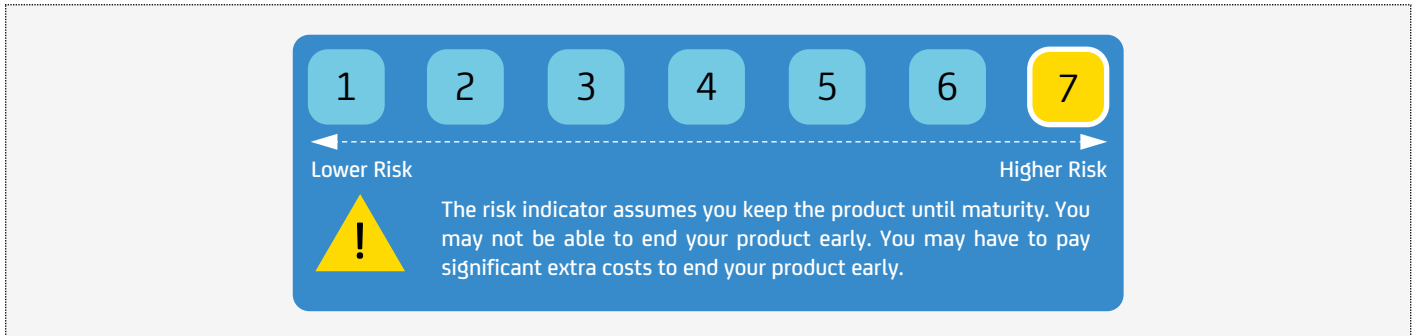 1 2 3 4 5 6 7
Lower Risk Higher Risk
!
The risk indicator assumes you keep the product until maturity. You
may not be able to end your product early. You may have to pay
significant extra costs to end your product early.